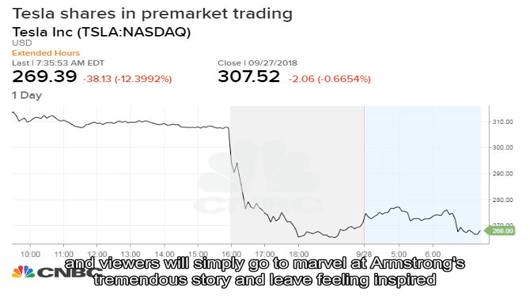 Tesla shares in premarket trading
Tesla Inc (TSLA:NASDAQ)
USD
Extended Hours
Last | 7:35:53 AM EDT
Close | 09/27/2018
269.39 -38.13 (-12.3992%)
307.52 -2.06 (-0.6654%)
1 Day
310.00
300.00
290.00
280.00
270.00
266.00
CNBC
10:00 11:00 12:00 13:00 14:00 15:00 16:00 17:00 18:00 9/28 5:00 6:00
CNBC
and viewers will simply go to marvel at Armstrong's
tremendous story and leave feeling inspired